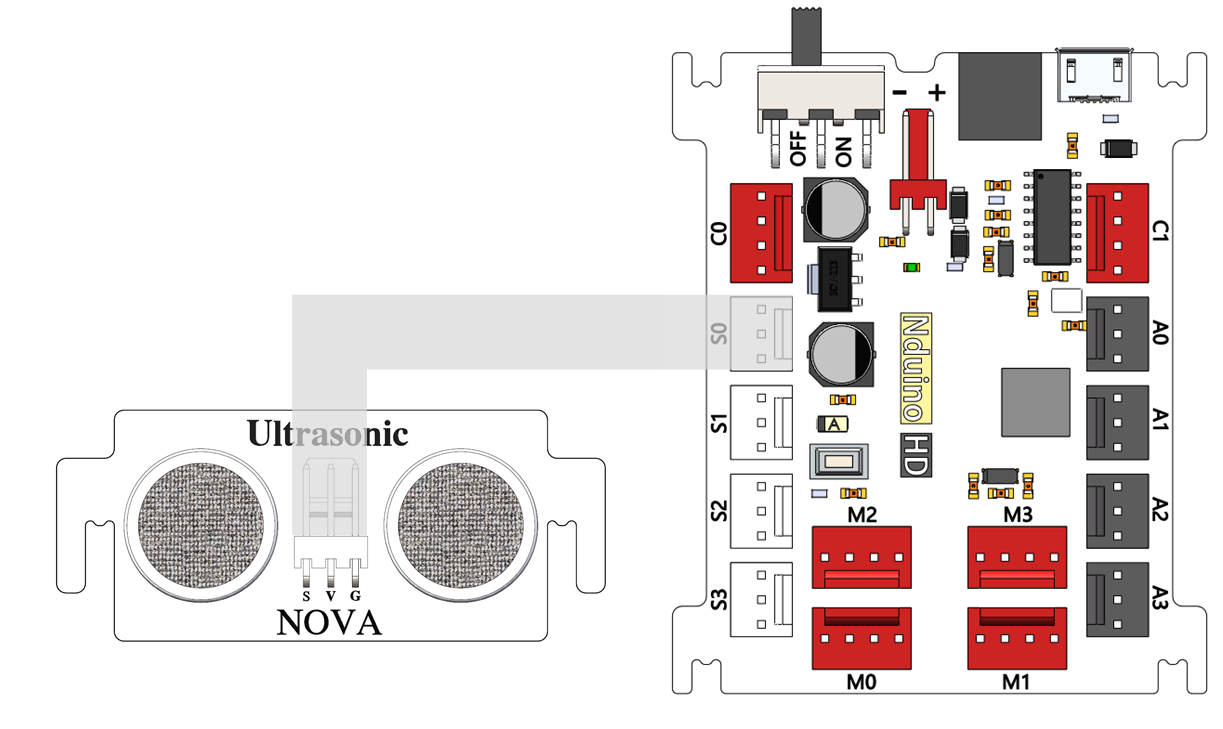 Ultrasonic
S V G
NOVA
- +
OFF ON
C0
C1
S0
A0
S1
A1
S2
A2
S3
A3
Nduino
HD
A
M2
M3
M0
M1